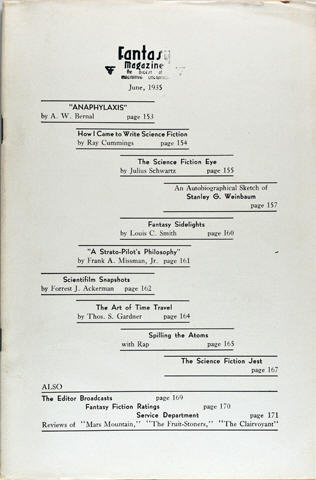 Fantasy
Magazine
the Digest of
imaginative literature
June, 1935
"ANAPHYLAXIS"
by A. W. Bernal page 153
How I Came to Write Science Fiction
by Ray Cummings page 154
The Science Fiction Eye
by Julius Schwartz page 155
An Autobiographical Sketch of
Stanley G. Weinbaum
page 157
Fantasy Sidelights
by Louis C. Smith page 160
"A Strato-Pilot's Philosophy"
by Frank A. Missman, Jr. page 161
Scientifilm Snapshots
by Forrest J. Ackerman page 162
The Art of Time Travel
by Thos. S. Gardner page 164
Spilling the Atoms
with Rap page 165
The Science Fiction Jest
page 167
ALSO
The Editor Broadcasts page 169
Fantasy Fiction Ratings page 170
Service Department page 171
Reviews of "Mars Mountain," "The Fruit-Stoners," "The Clairvoyant"